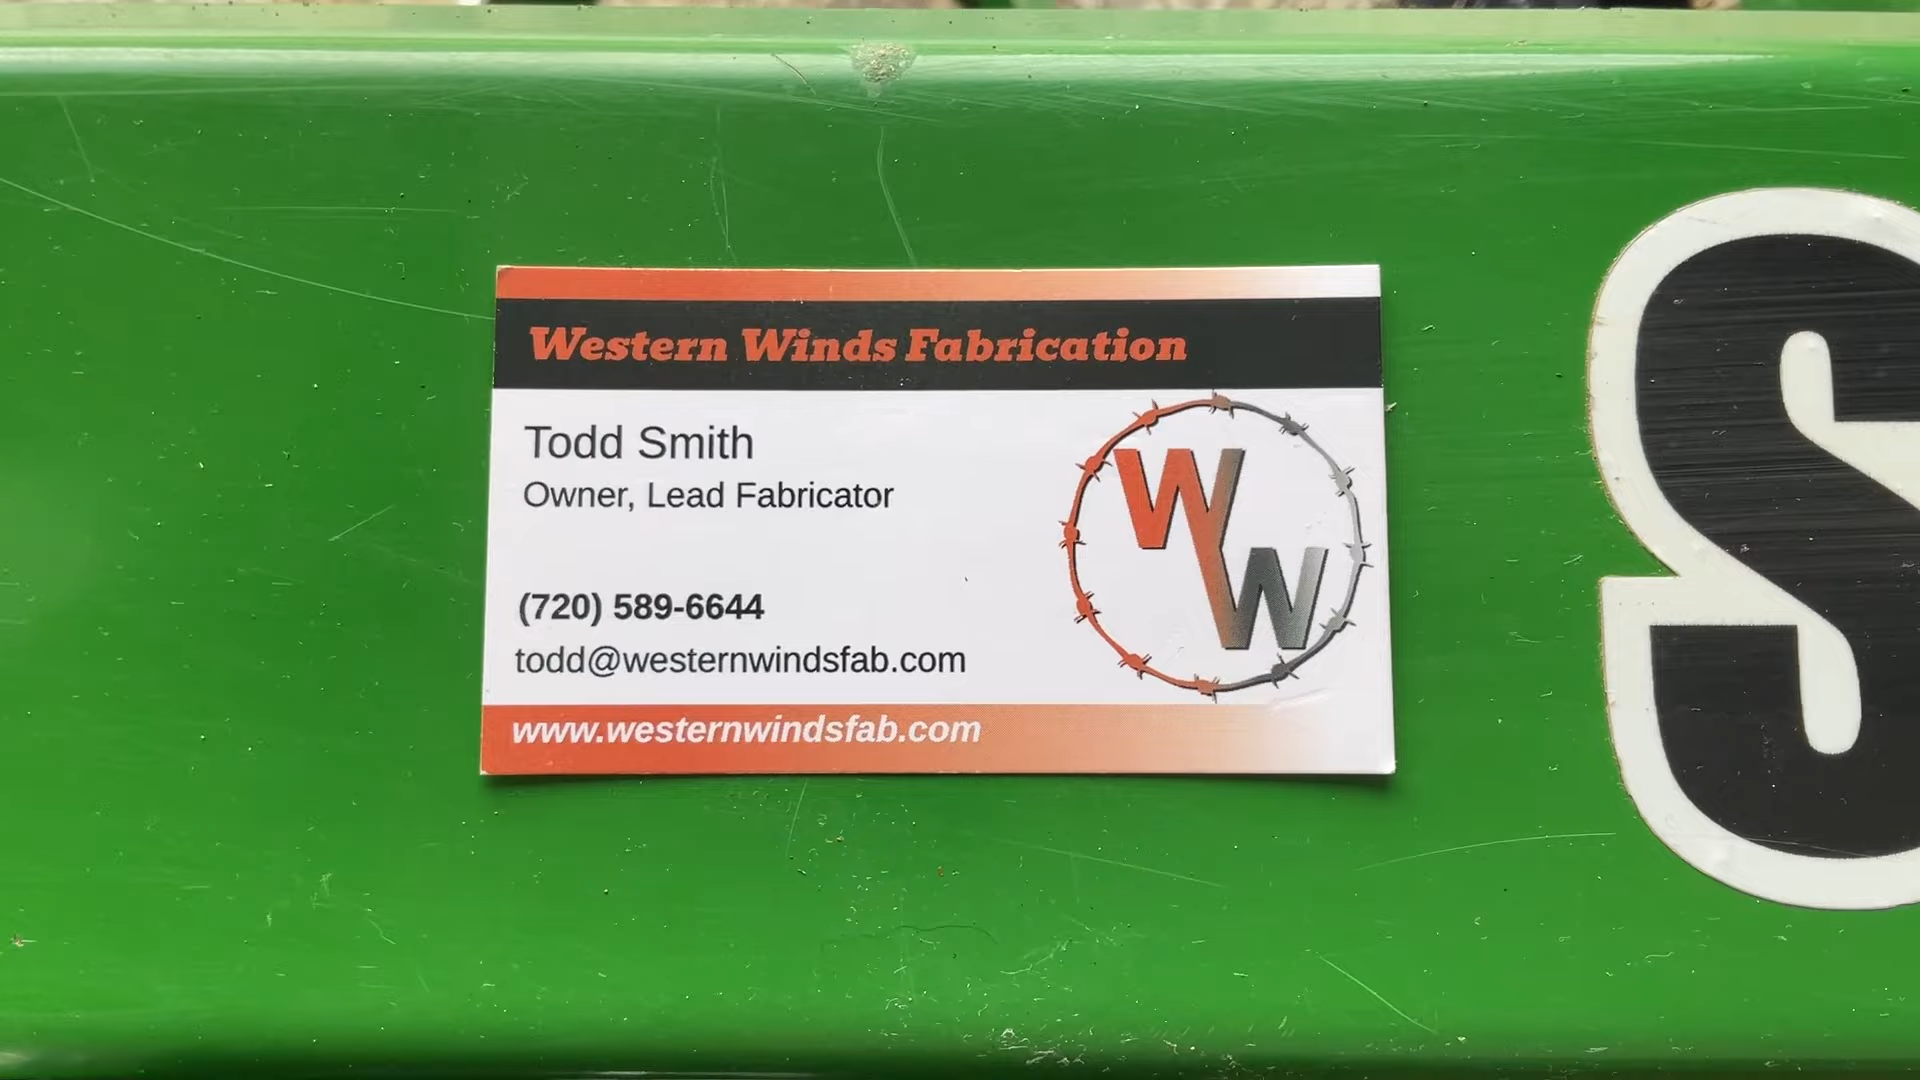 Western Winds Fabrication
Todd Smith
Owner, Lead Fabricator
(720) 589-6644
todd@westernwindsfab.com
www.westernwindsfab.com
WW
S